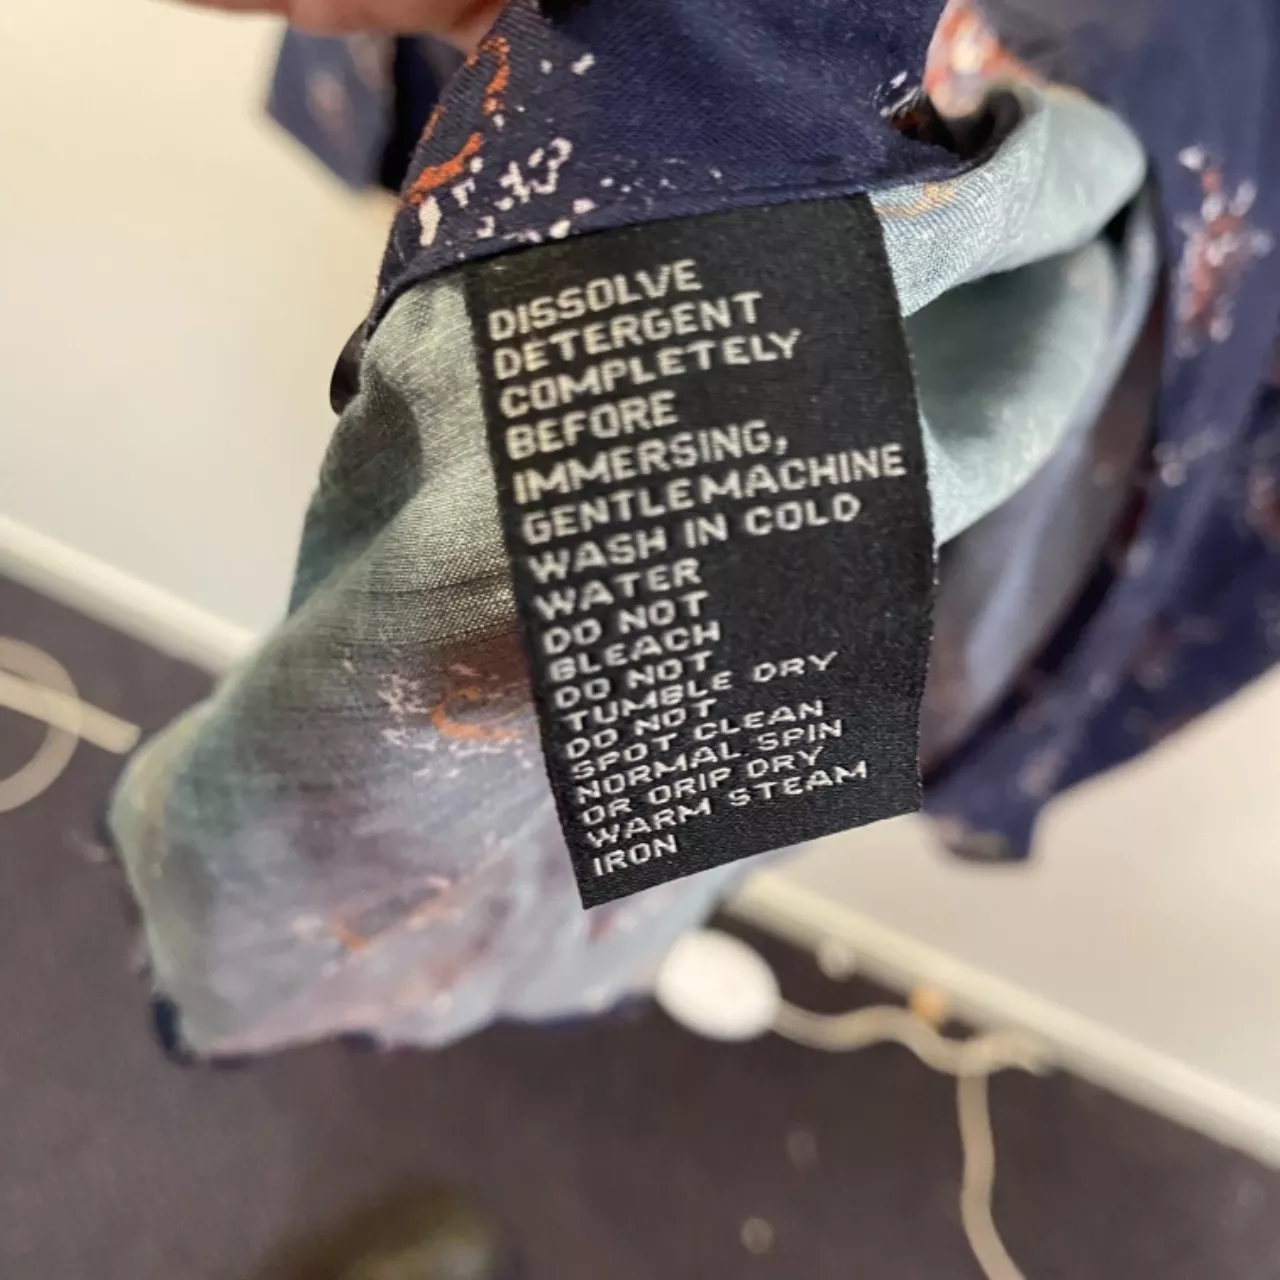 DISSOLVE
DETERGENT
COMPLETELY
BEFORE
IMMERSING,
GENTLEMACHINE
WASH IN COLD
WATER
DO NOT
BLEACH
DO NOT
TUMBLE DRY
DO NOT
SPOT CLEAN
NORMAL SPIN
OR DRIP DRY
WARM STEAM
IRON